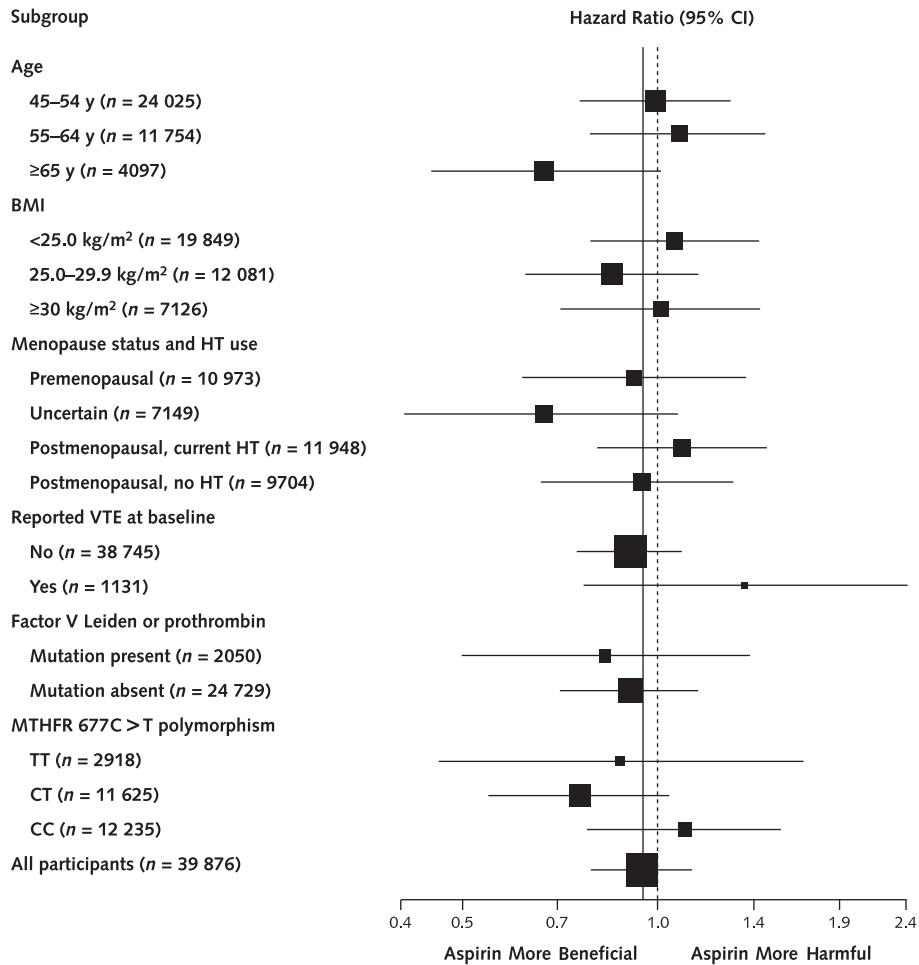 Subgroup Hazard Ratio (95% CI)
Age
45–54 y (n = 24 025)
55–64 y (n = 11 754)
≥65 y (n = 4097)
BMI
<25.0 kg/m² (n = 19 849)
25.0–29.9 kg/m² (n = 12 081)
≥30 kg/m² (n = 7126)
Menopause status and HT use
Premenopausal (n = 10 973)
Uncertain (n = 7149)
Postmenopausal, current HT (n = 11 948)
Postmenopausal, no HT (n = 9704)
Reported VTE at baseline
No (n = 38 745)
Yes (n = 1131)
Factor V Leiden or prothrombin
Mutation present (n = 2050)
Mutation absent (n = 24 729)
MTHFR 677C > T polymorphism
TT (n = 2918)
CT (n = 11 625)
CC (n = 12 235)
All participants (n = 39 876)
0.4 0.5 0.7 1.0 1.4 1.9 2.4
Aspirin More Beneficial Aspirin More Harmful